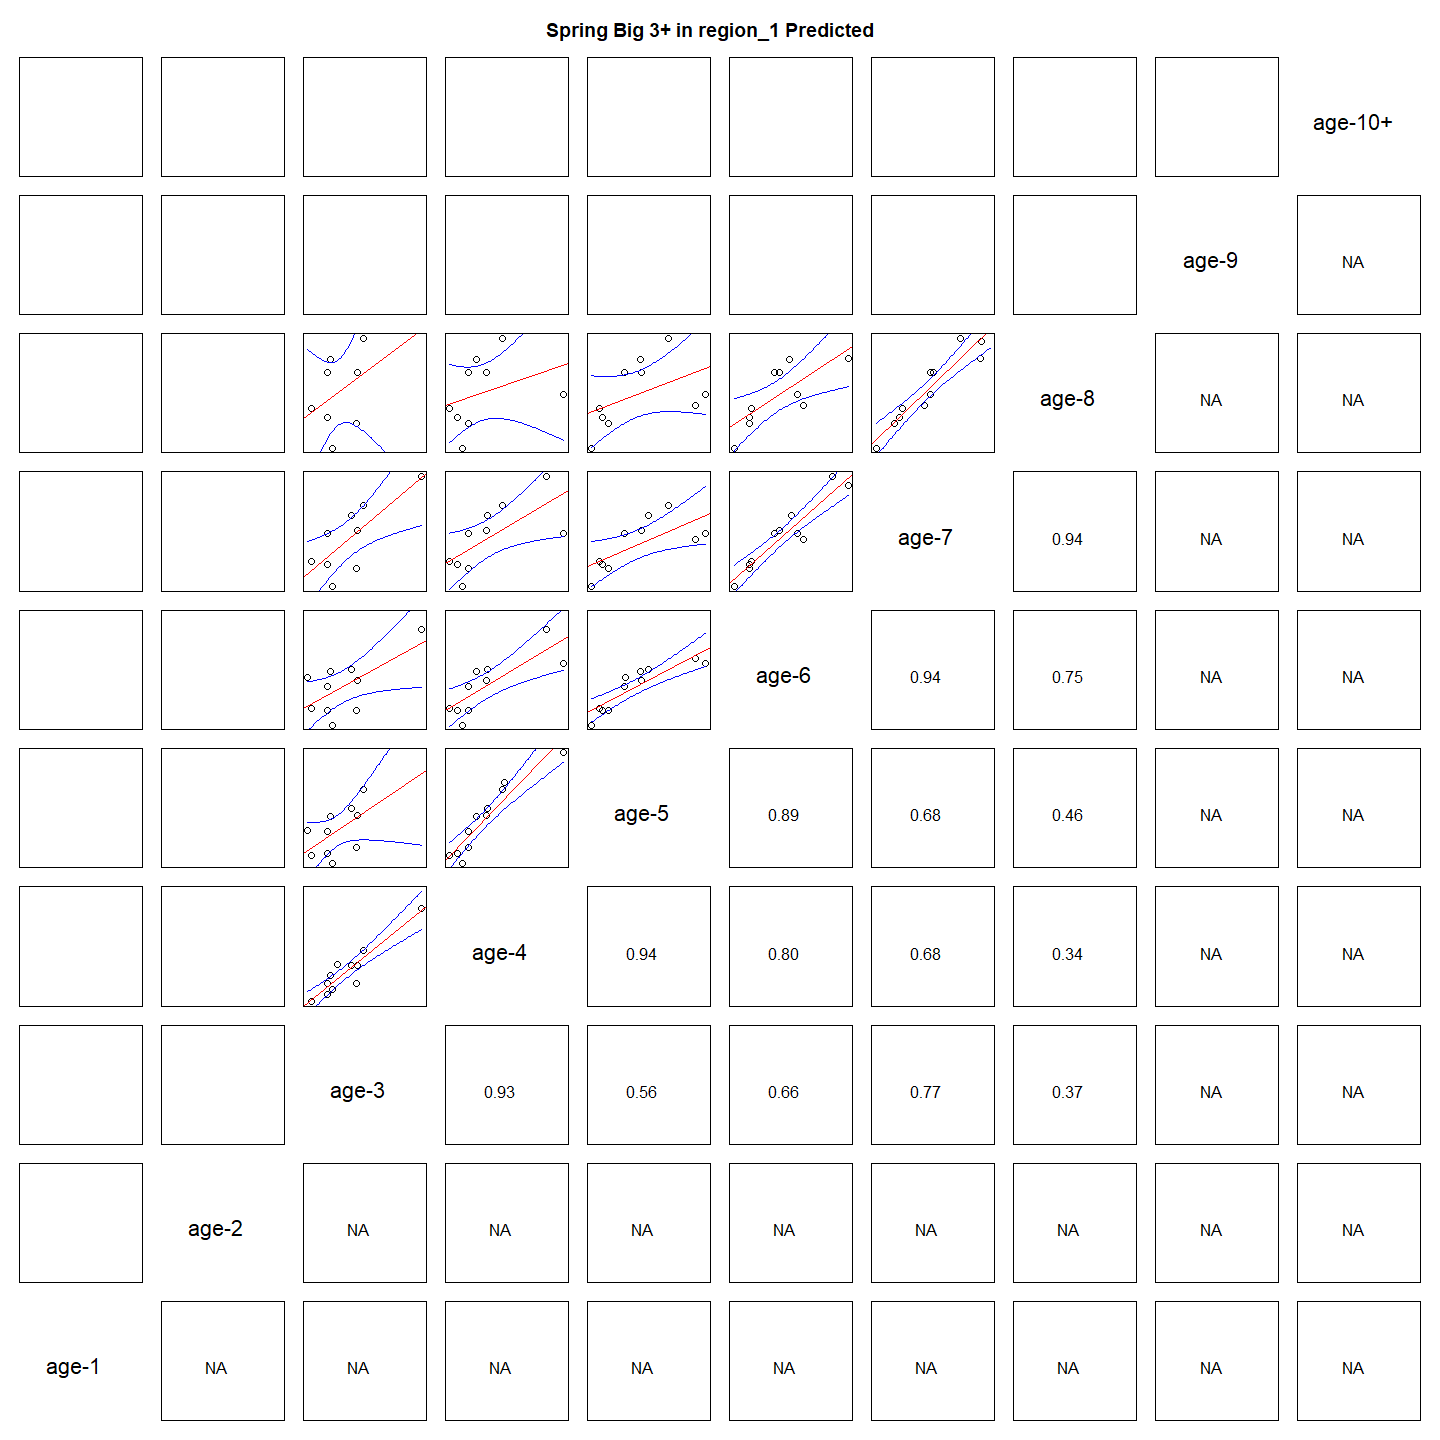 Spring Big 3+ in region_1 Predicted
age-10+
age-9 NA
age-8 NA NA
age-7 0.94 NA NA
age-6 0.94 0.75 NA NA
age-5 0.89 0.68 0.46 NA NA
age-4 0.94 0.80 0.68 0.34 NA NA
age-3 0.93 0.56 0.66 0.77 0.37 NA NA
age-2 NA NA NA NA NA NA NA NA
age-1 NA NA NA NA NA NA NA NA NA